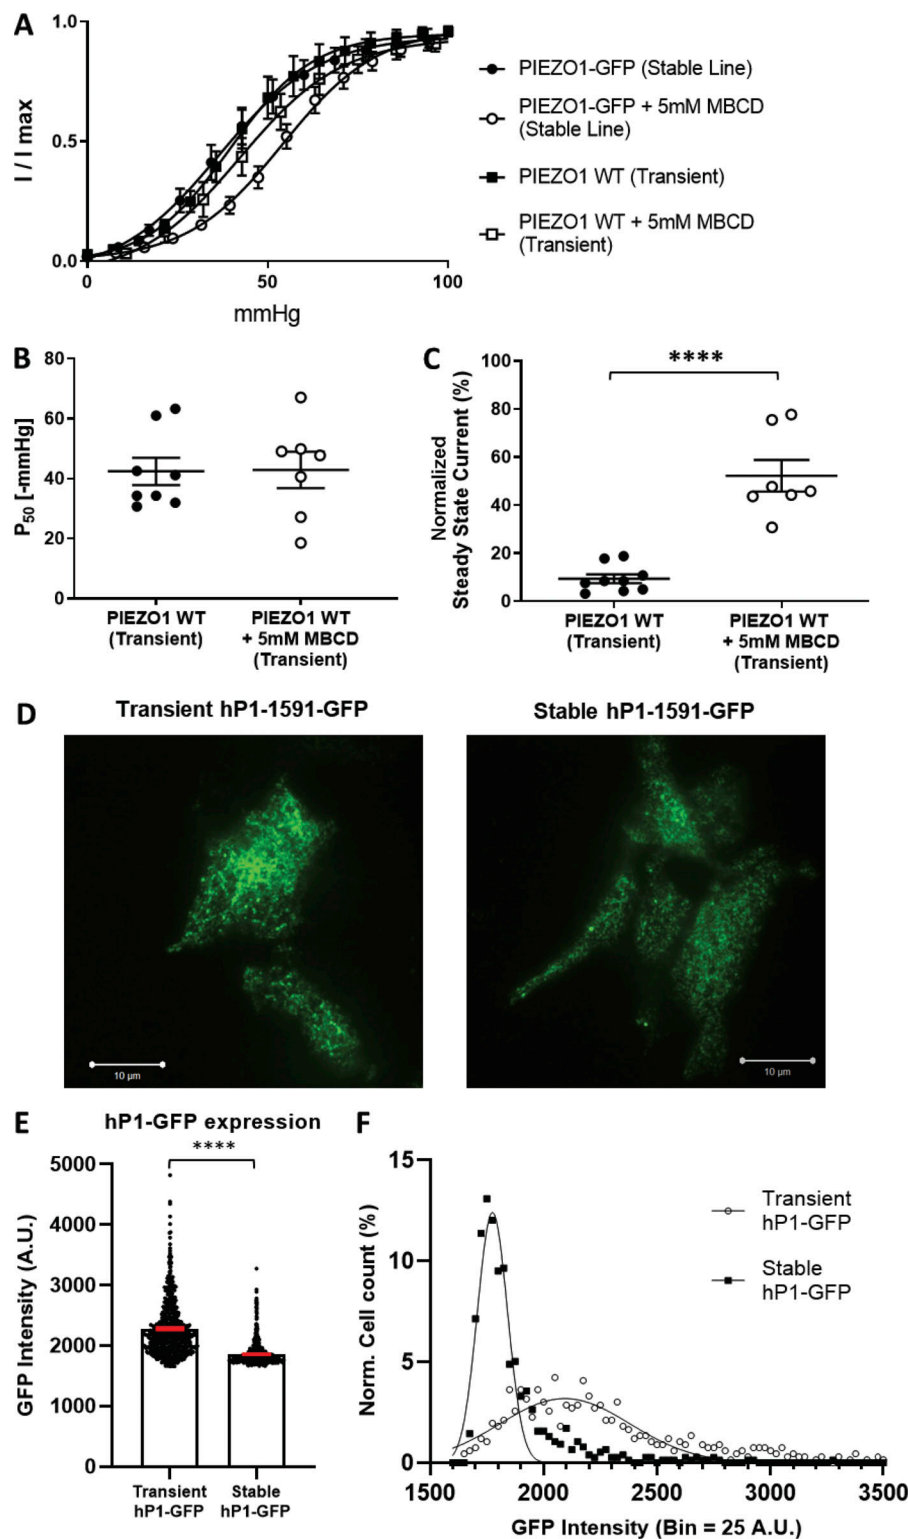 A
1.0
0.5
0.0
I / I max
0
50
100
mmHg
PIEZO1-GFP (Stable Line)
PIEZO1-GFP + 5mM MBCD
(Stable Line)
PIEZO1 WT (Transient)
PIEZO1 WT + 5mM MBCD
(Transient)
B
80
60
40
20
0
P50 [-mmHg]
PIEZO1 WT
(Transient)
PIEZO1 WT
+ 5mM MBCD
(Transient)
C
100
80
60
40
20
0
Normalized
Steady State Current (%)
****
PIEZO1 WT
(Transient)
PIEZO1 WT
+ 5mM MBCD
(Transient)
D
Transient hP1-1591-GFP
Stable hP1-1591-GFP
10 µm
10 µm
E
hP1-GFP expression
****
5000
4000
3000
2000
1000
0
GFP Intensity (A.U.)
Transient
hP1-GFP
Stable
hP1-GFP
F
15
10
5
0
Norm. Cell count (%)
Transient
hP1-GFP
Stable
hP1-GFP
1500
2000
2500
3000
3500
GFP Intensity (Bin = 25 A.U.)